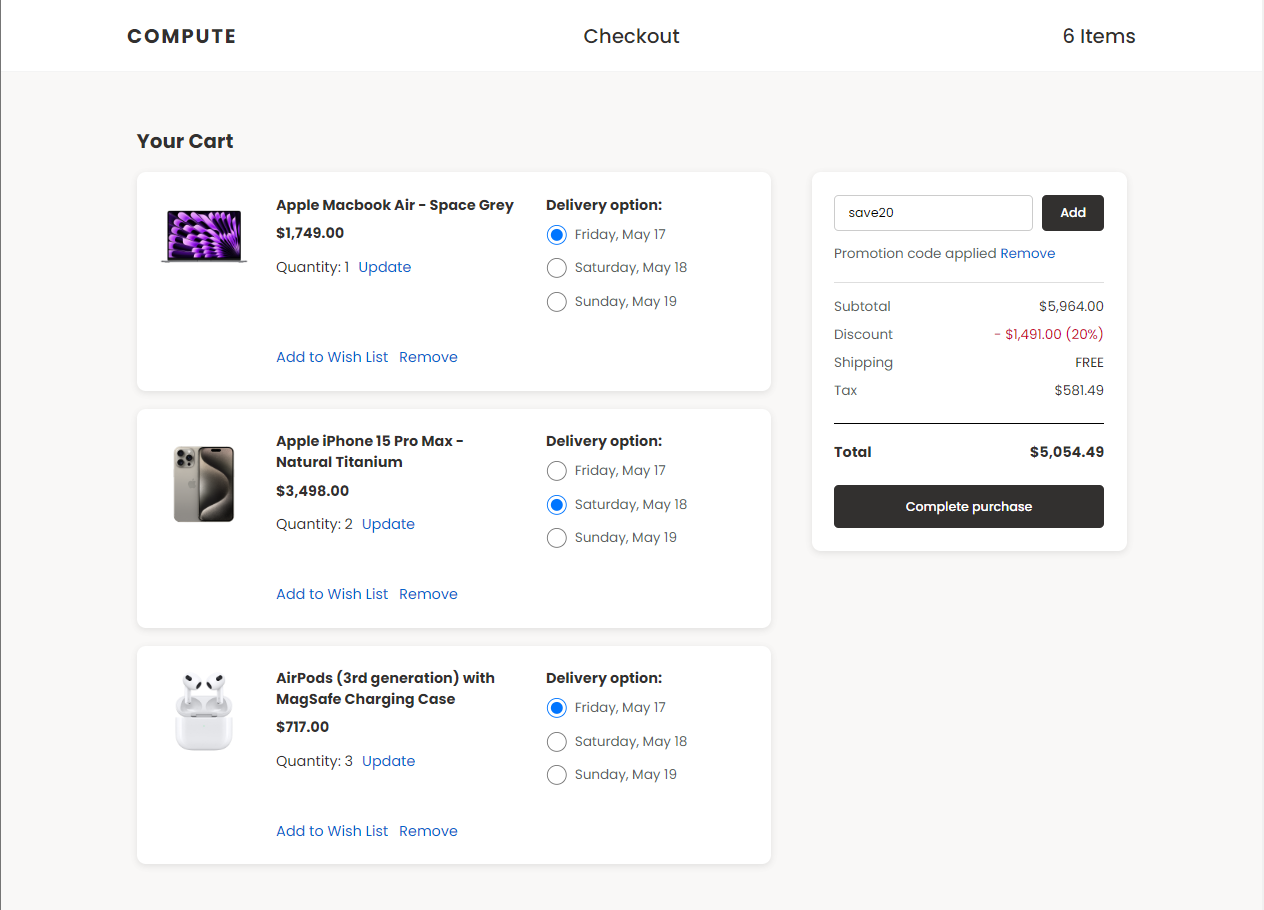 COMPUTE
Checkout
6 Items
Your Cart
Apple Macbook Air - Space Grey
$1,749.00
Quantity: 1 Update
Add to Wish List Remove
Delivery option:
Friday, May 17
Saturday, May 18
Sunday, May 19
Apple iPhone 15 Pro Max -
Natural Titanium
$3,498.00
Quantity: 2 Update
Add to Wish List Remove
Delivery option:
Friday, May 17
Saturday, May 18
Sunday, May 19
AirPods (3rd generation) with
MagSafe Charging Case
$717.00
Quantity: 3 Update
Add to Wish List Remove
Delivery option:
Friday, May 17
Saturday, May 18
Sunday, May 19
save20
Add
Promotion code applied Remove
Subtotal $5,964.00
Discount - $1,491.00 (20%)
Shipping FREE
Tax $581.49
Total $5,054.49
Complete purchase